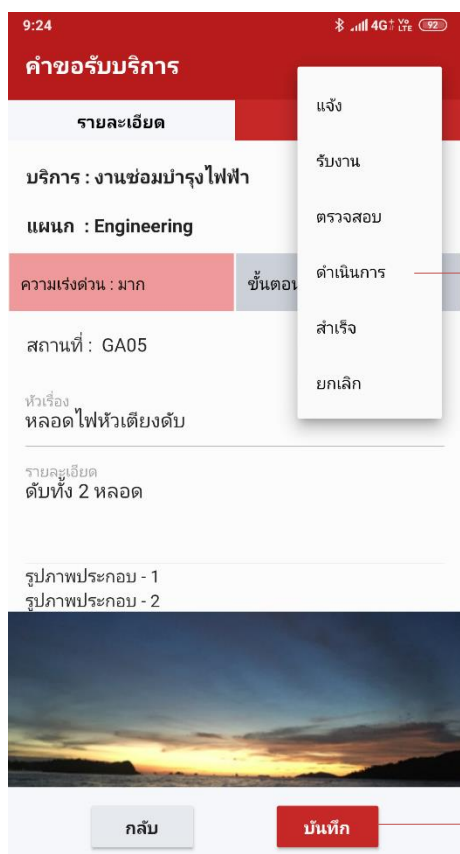 9:24
4G+ Vo LTE 92
คำขอรับบริการ
แจ้ง
รายละเอียด
รับงาน
บริการ : งานซ่อมบำรุงไฟฟ้า
ตรวจสอบ
แผนก : Engineering
ดำเนินการ
ความเร่งด่วน : มาก
ขั้นตอน
สำเร็จ
สถานที่ : GA05
ยกเลิก
หัวเรื่อง
หลอดไฟหัวเตียงดับ
รายละเอียด
ดับทั้ง 2 หลอด
รูปภาพประกอบ - 1
รูปภาพประกอบ - 2
กลับ
บันทึก